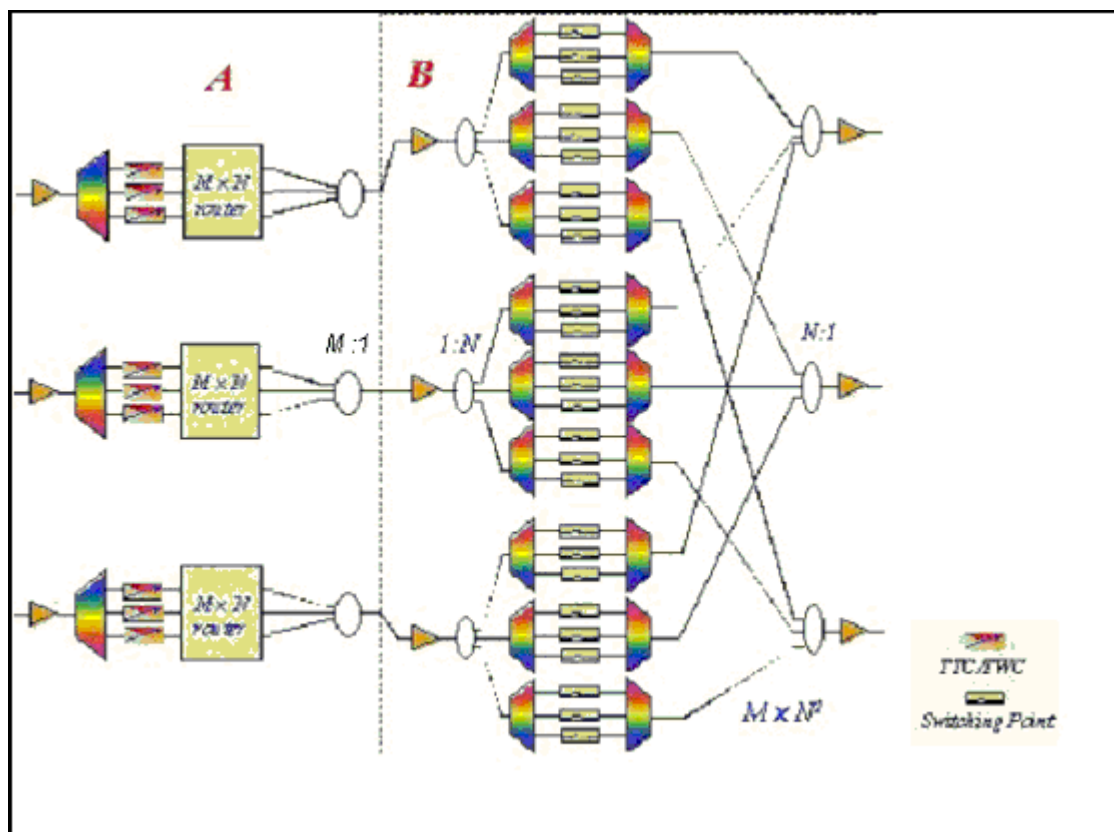 A
B
M × N
router
M :1
1:N
N:1
M × N
router
M × N
router
M × N²
Switching Point